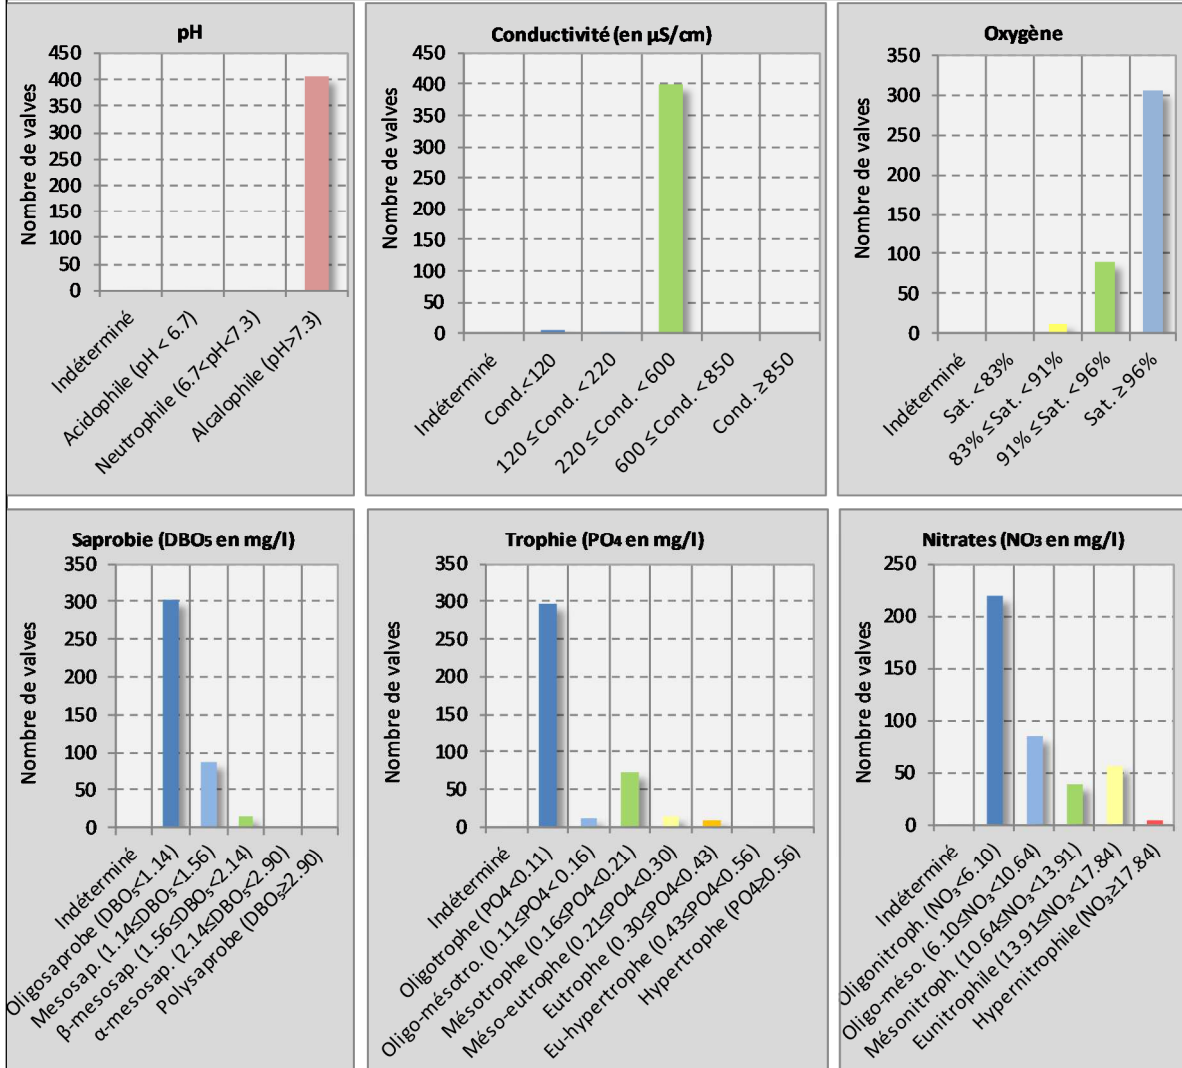 pH
Nombre de valves
450
400
350
300
250
200
150
100
50
0
Indéterminé
Acidophile (pH < 6.7)
Neutrophile (6.7<pH<7.3)
Alcalophile (pH>7.3)
Conductivité (en µS/cm)
Nombre de valves
450
400
350
300
250
200
150
100
50
0
Indéterminé
Cond.<120
120 ≤ Cond. < 220
220 ≤ Cond. < 600
600 ≤ Cond. < 850
Cond. ≥ 850
Oxygène
Nombre de valves
350
300
250
200
150
100
50
0
Indéterminé
Sat. < 83%
83% ≤ Sat. < 91%
91% ≤ Sat. < 96%
Sat. ≥ 96%
Saprobie (DBO₅ en mg/l)
Nombre de valves
350
300
250
200
150
100
50
0
Indéterminé
Oligosaprobe (DBO₅<1.14)
Mesosap. (1.14≤DBO₅<1.56)
β-mesosap. (1.56≤DBO₅<2.14)
α-mesosap. (2.14≤DBO₅<2.90)
Polysaprobe (DBO₅≥2.90)
Trophie (PO₄ en mg/l)
Nombre de valves
350
300
250
200
150
100
50
0
Indéterminé
Oligotrophe (PO4<0.11)
Oligo-mésotro. (0.11≤PO4< 0.16)
Mésotrophe (0.16≤PO4<0.21)
Méso-eutrophe (0.21≤PO4<0.30)
Eutrophe (0.30≤PO4<0.43)
Eu-hypertrophe (0.43≤PO4<0.56)
Hypertrophe (PO4≥0.56)
Nitrates (NO₃ en mg/l)
Nombre de valves
250
200
150
100
50
0
Indéterminé
Oligonitroph. (NO₃<6.10)
Oligo-méso. (6.10≤NO₃<10.64)
Mésonitroph. (10.64≤NO₃<13.91)
Eunitrophile (13.91≤NO₃<17.84)
Hypernitrophile (NO₃≥17.84)